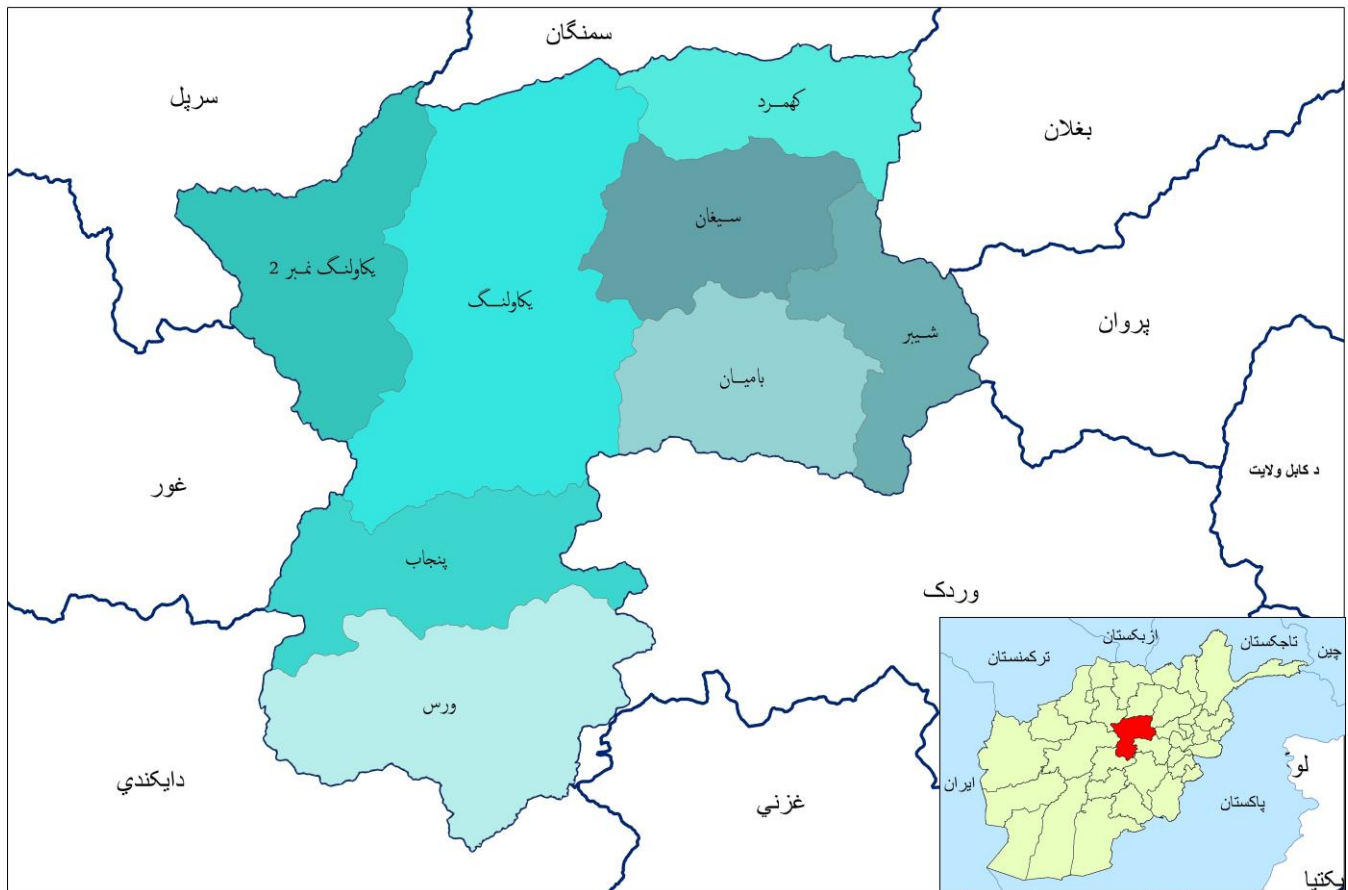 سمنگان
سرپل
کهمرد
بغلان
سیغان
یکاولنگ نمبر 2
یکاولنگ
پروان
شیبر
بامیان
د کابل ولایت
غور
پنجاب
وردک
ورس
دایکندي
غزني
ازبکستان
تاجکستان
چین
ترکمنستان
ایران
پاکستان
لو
پکتیا